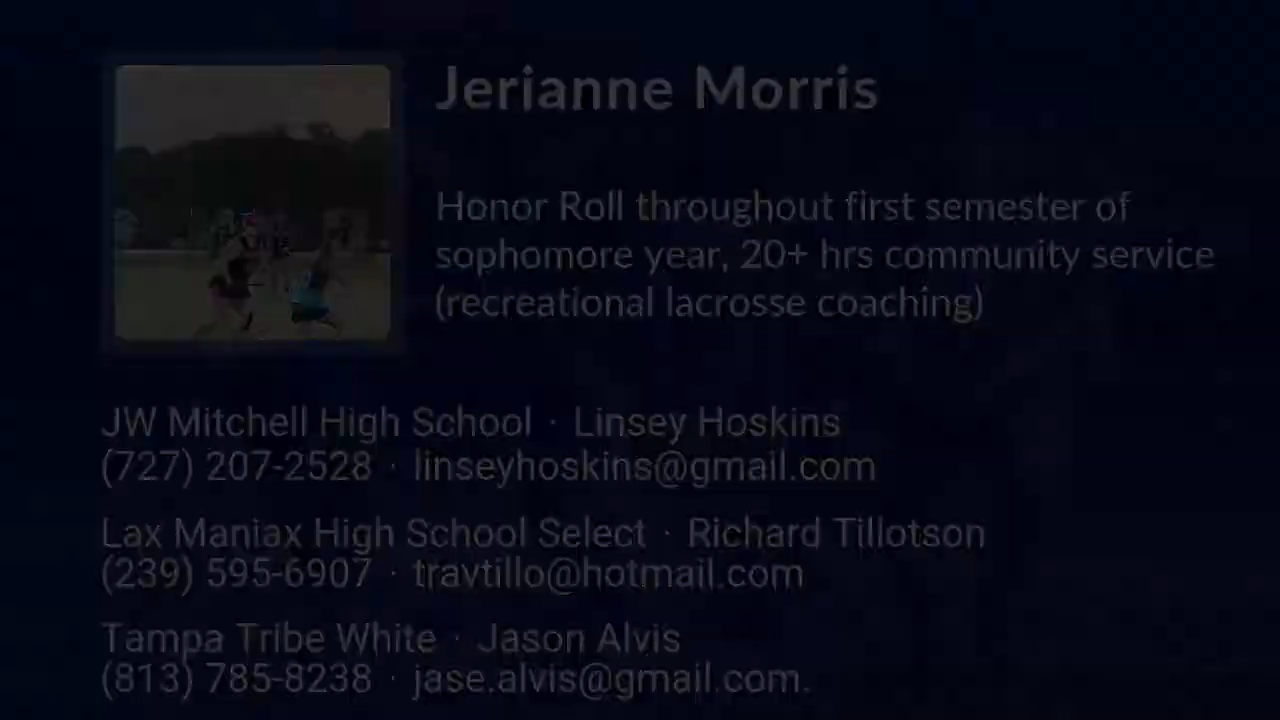 Jerianne Morris
Honor Roll throughout first semester of
sophomore year, 20+ hrs community service
(recreational lacrosse coaching)
JW Mitchell High School · Linsey Hoskins
(727) 207-2528 · linseyhoskins@gmail.com
Lax Maniax High School Select · Richard Tillotson
(239) 595-6907 · travtillo@hotmail.com
Tampa Tribe White · Jason Alvis
(813) 785-8238 · jase.alvis@gmail.com.